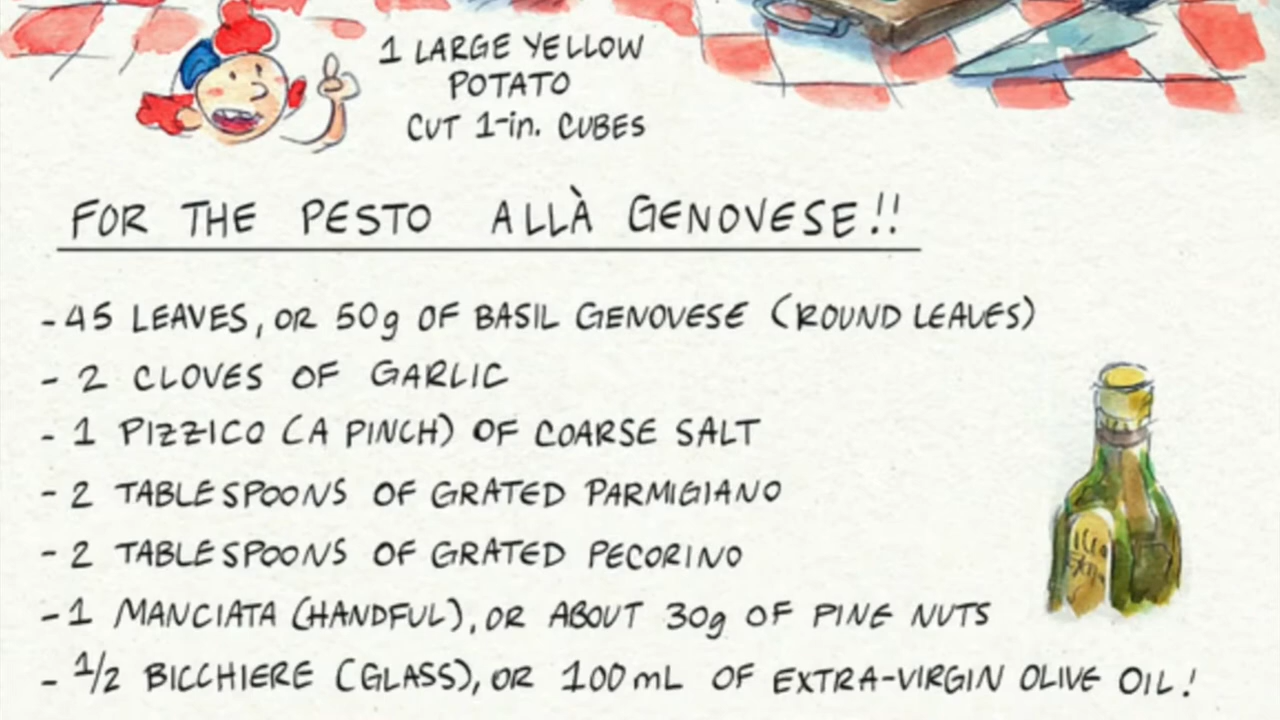 1 LARGE YELLOW
POTATO
CUT 1-in. CUBES
FOR THE PESTO ALLÀ GENOVESE!!
- 45 LEAVES, OR 50g OF BASIL GENOVESE (ROUND LEAVES)
- 2 CLOVES OF GARLIC
- 1 PIZZICO (A PINCH) OF COARSE SALT
- 2 TABLESPOONS OF GRATED PARMIGIANO
- 2 TABLESPOONS OF GRATED PECORINO
- 1 MANCIATA (HANDFUL), OR ABOUT 30g OF PINE NUTS
- 1/2 BICCHIERE (GLASS), OR 100mL OF EXTRA-VIRGIN OLIVE OIL!